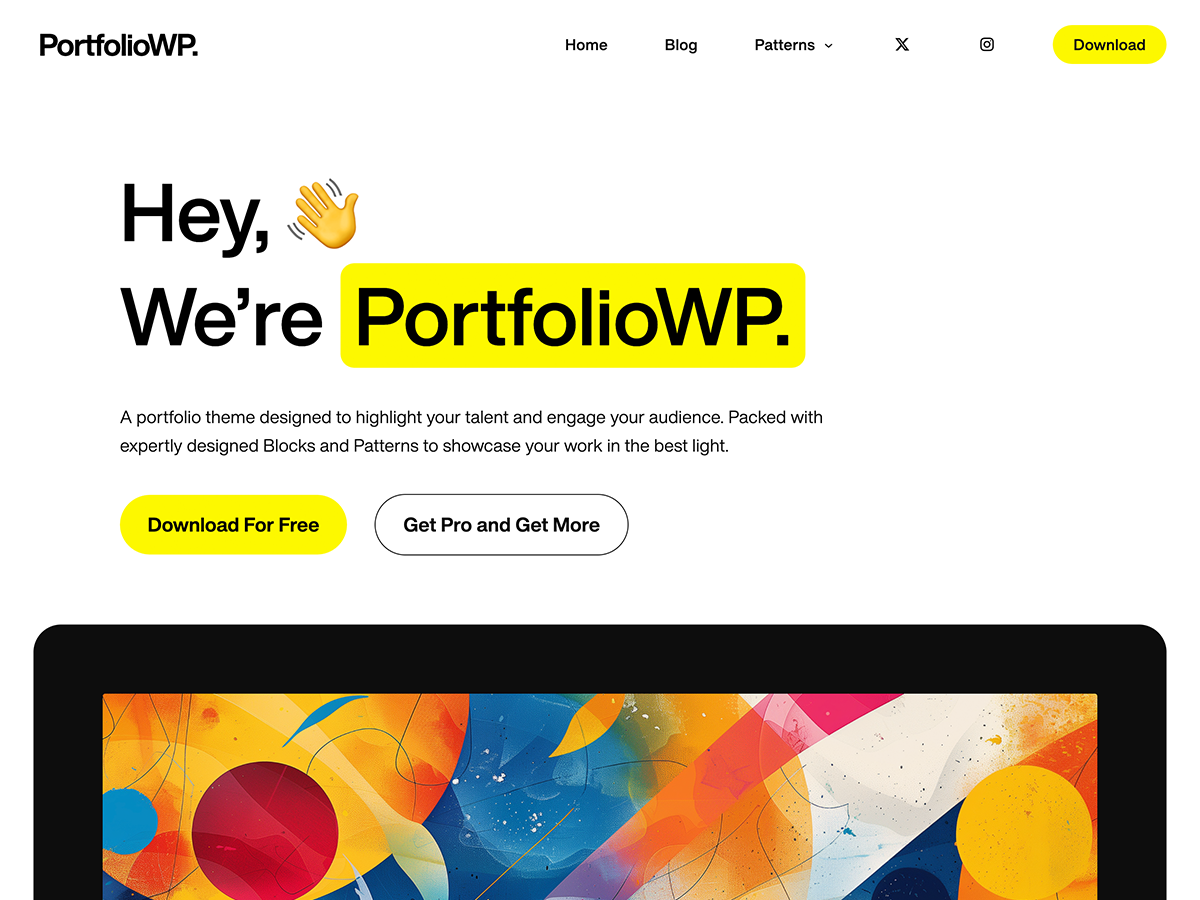 PortfolioWP.
Home Blog Patterns Download
Hey, 👋
We’re PortfolioWP.
A portfolio theme designed to highlight your talent and engage your audience. Packed with
expertly designed Blocks and Patterns to showcase your work in the best light.
Download For Free Get Pro and Get More